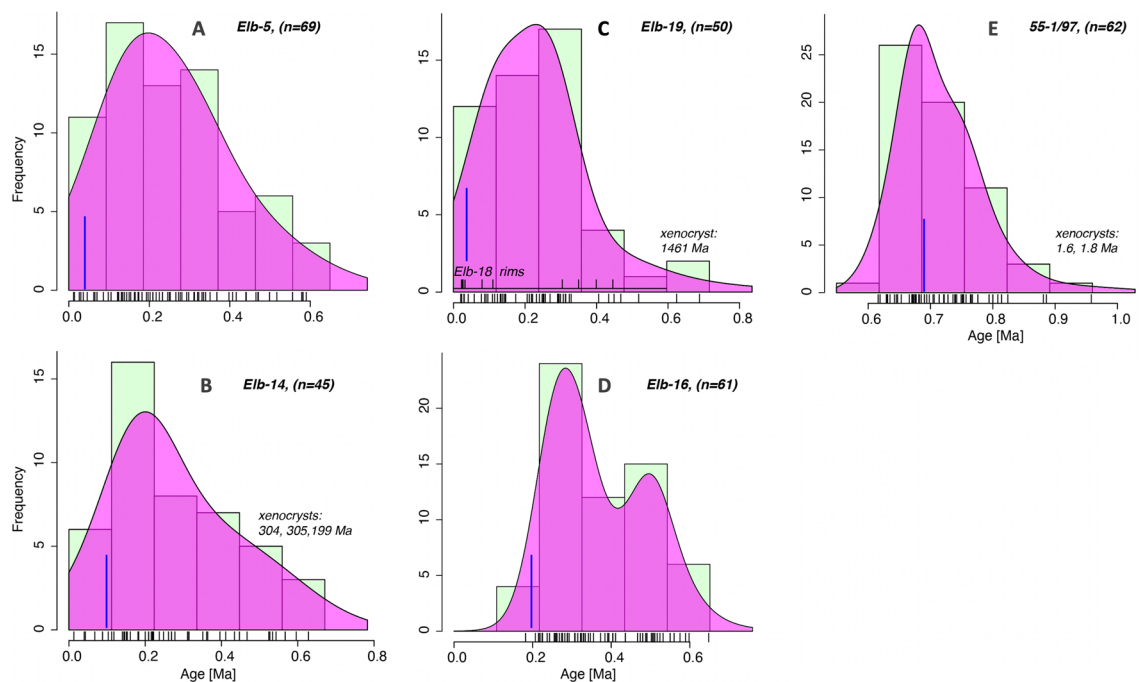 A Elb-5, (n=69)
Frequency
15
10
5
0
0.0 0.2 0.4 0.6
C Elb-19, (n=50)
15
10
5
0
xenocryst:
1461 Ma
Elb-18 rims
0.0 0.2 0.4 0.6 0.8
E 55-1/97, (n=62)
25
20
15
10
5
0
xenocrysts:
1.6, 1.8 Ma
0.6 0.7 0.8 0.9 1.0
Age [Ma]
B Elb-14, (n=45)
Frequency
15
10
5
0
xenocrysts:
304, 305,199 Ma
0.0 0.2 0.4 0.6 0.8
Age [Ma]
D Elb-16, (n=61)
20
15
10
5
0
0.0 0.2 0.4 0.6
Age [Ma]